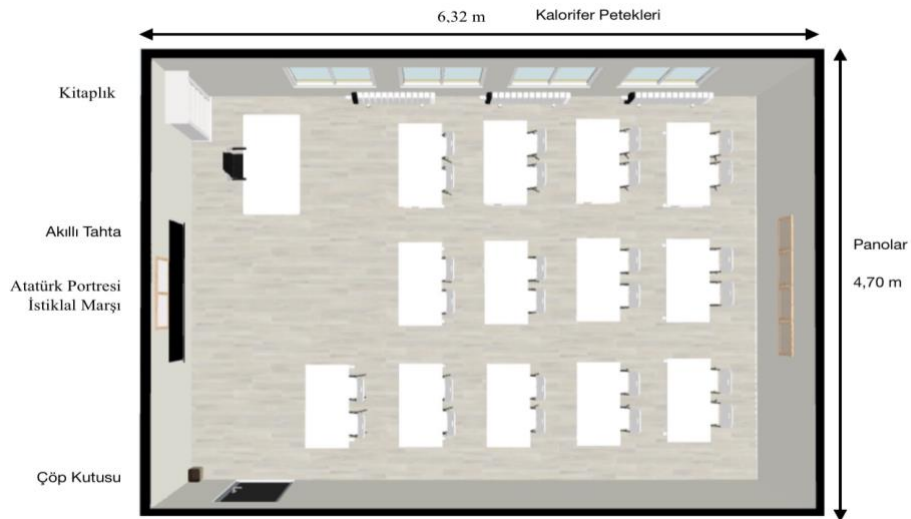 6,32 m
Kalorifer Petekleri
Kitaplık
Akıllı Tahta
Atatürk Portresi
İstiklal Marşı
Panolar
4,70 m
Çöp Kutusu